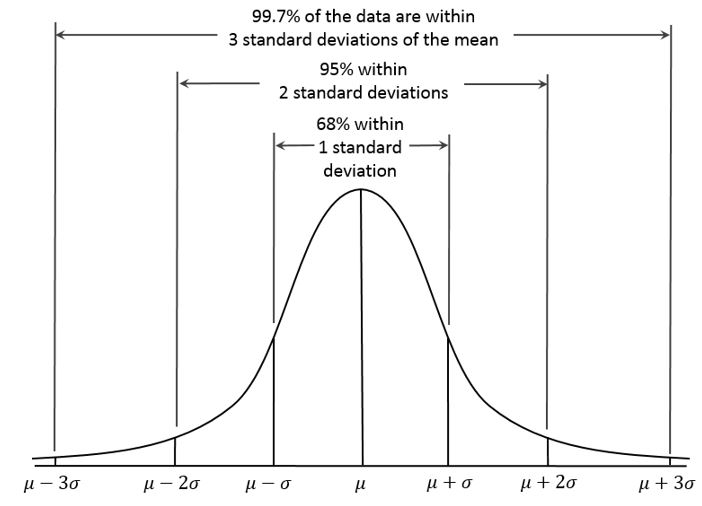 99.7% of the data are within
3 standard deviations of the mean
95% within
2 standard deviations
68% within
1 standard
deviation
μ − 3σ μ − 2σ μ − σ μ μ + σ μ + 2σ μ + 3σ